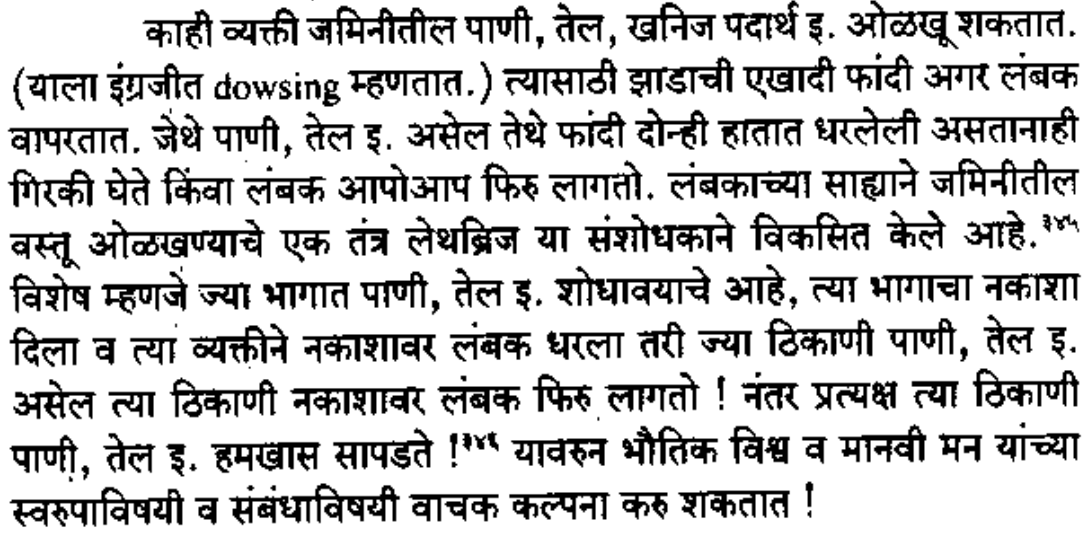 काही व्यक्ती जमिनीतील पाणी, तेल, खनिज पदार्थ इ. ओळखू शकतात.
(याला इंग्रजीत dowsing म्हणतात.) त्यासाठी झाडाची एखादी फांदी अगर लंबक
वापरतात. जेथे पाणी, तेल इ. असेल तेथे फांदी दोन्ही हातात धरलेली असतानाही
गिरकी घेते किंवा लंबक आपोआप फिरु लागतो. लंबकाच्या साह्याने जमिनीतील
वस्तू ओळखण्याचे एक तंत्र लेथब्रिज या संशोधकाने विकसित केले आहे.३४५
विशेष म्हणजे ज्या भागात पाणी, तेल इ. शोधावयाचे आहे, त्या भागाचा नकाशा
दिला व त्या व्यक्तीने नकाशावर लंबक धरला तरी ज्या ठिकाणी पाणी, तेल इ.
असेल त्या ठिकाणी नकाशावर लंबक फिरु लागतो ! नंतर प्रत्यक्ष त्या ठिकाणी
पाणी, तेल इ. हमखास सापडते !३४६ यावरुन भौतिक विश्व व मानवी मन यांच्या
स्वरुपाविषयी व संबंधाविषयी वाचक कल्पना करु शकतात !